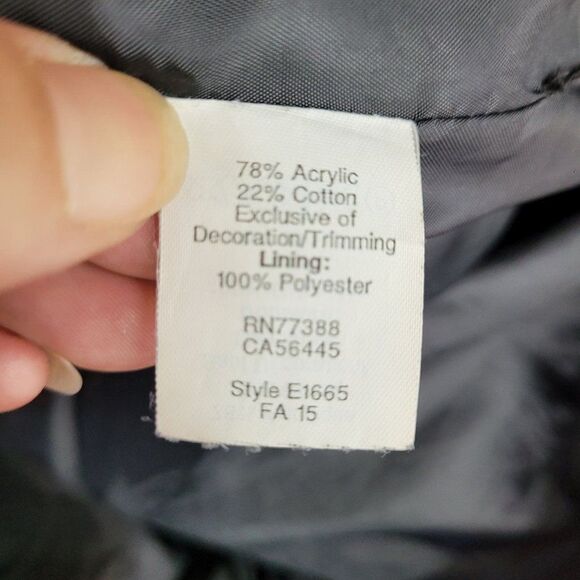 78% Acrylic
22% Cotton
Exclusive of
Decoration/Trimming
Lining:
100% Polyester
RN77388
CA56445
Style E1665
FA 15